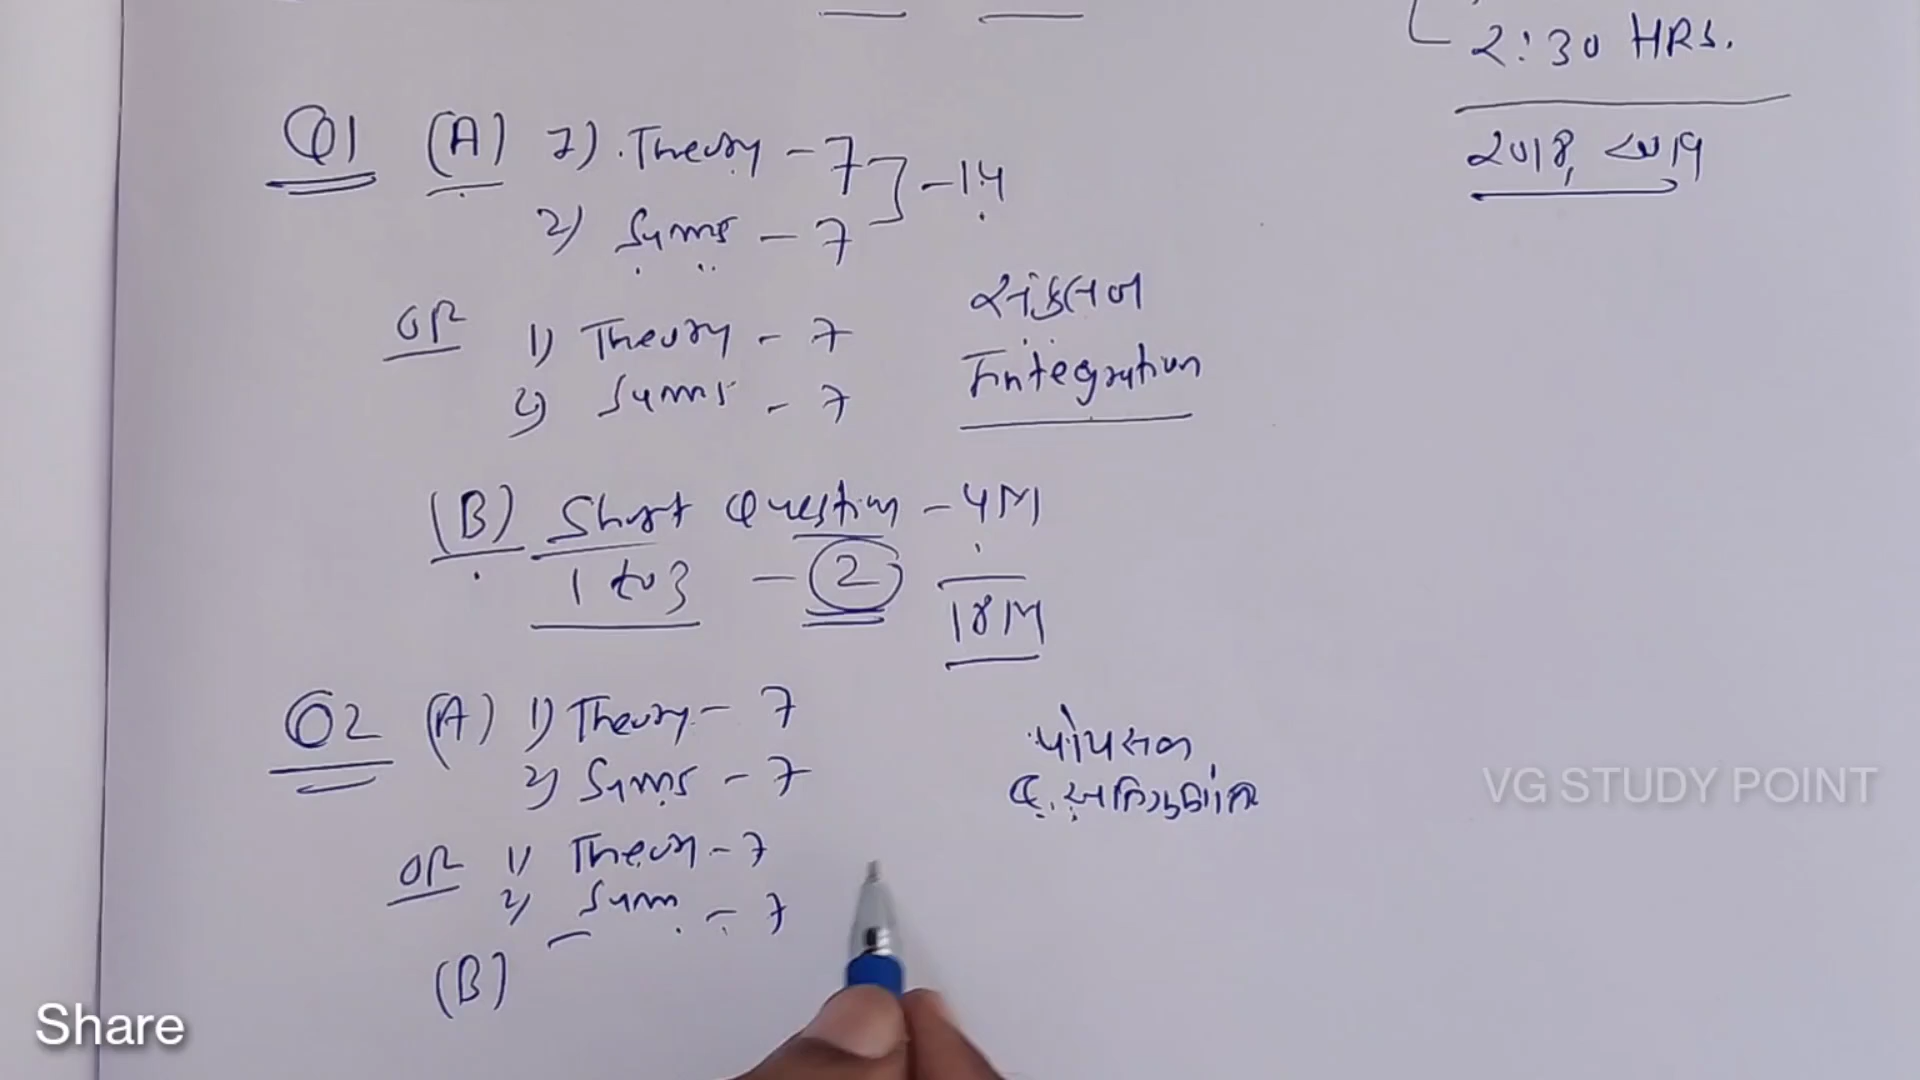 2:30 HRS.
2018, 2019
Q1 (A) 1) Theory - 7
2) Sums - 7
- 14
OR 1) Theory - 7
2) Sums - 7
સંકલન
Integration
(B) Short Question - 4M
1 to 3 - 2
18M
Q2 (A) 1) Theory - 7
2) Sums - 7
OR 1) Theory - 7
2) Sum - 7
(B)
VG STUDY POINT
Share